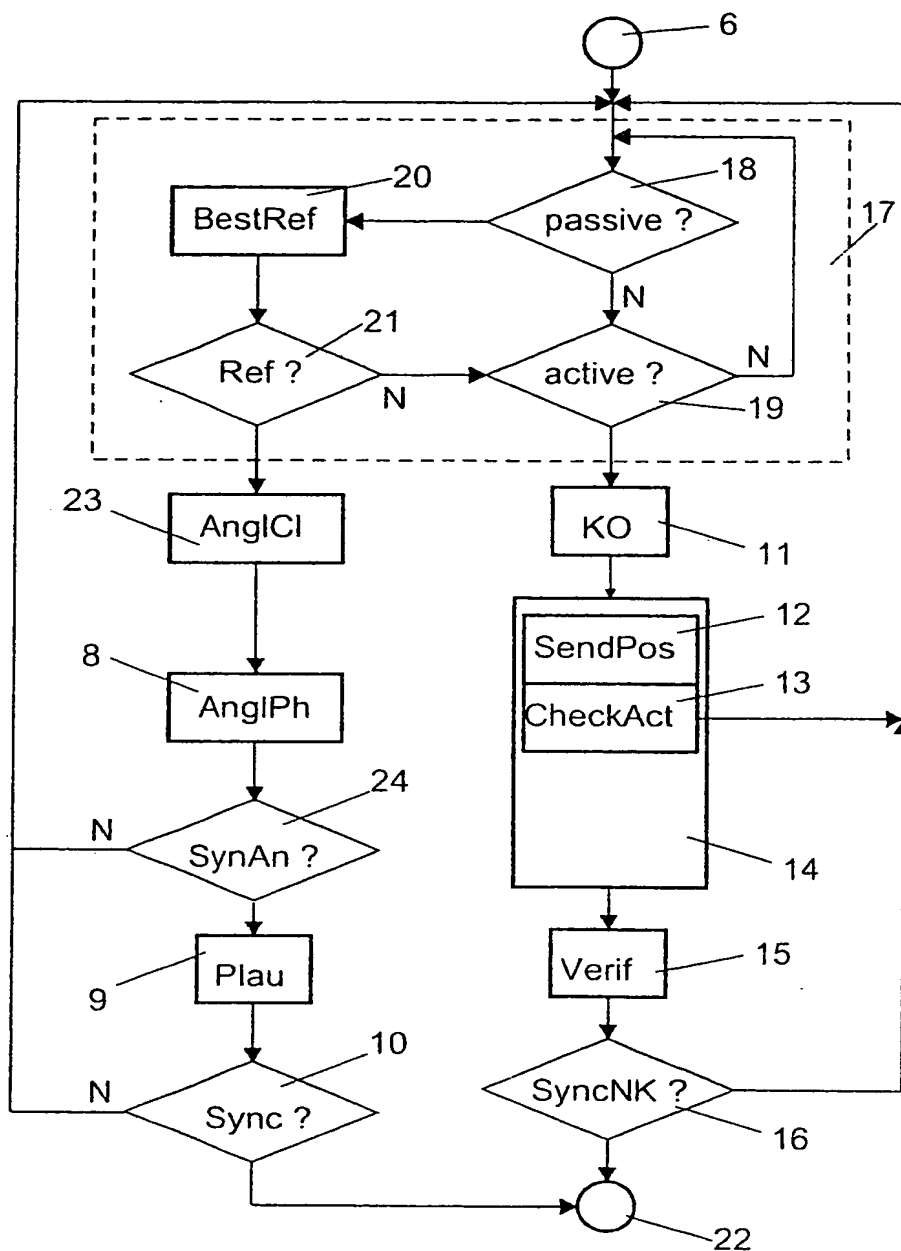 6
18
20
passive ?
BestRef
17
N
21
Ref ?
active ?
N
N
19
23
AnglCl
KO
11
12
SendPos
8
13
AnglPh
CheckAct
24
N
SynAn ?
14
15
Plau
Verif
9
10
N
SyncNK ?
Sync ?
16
22